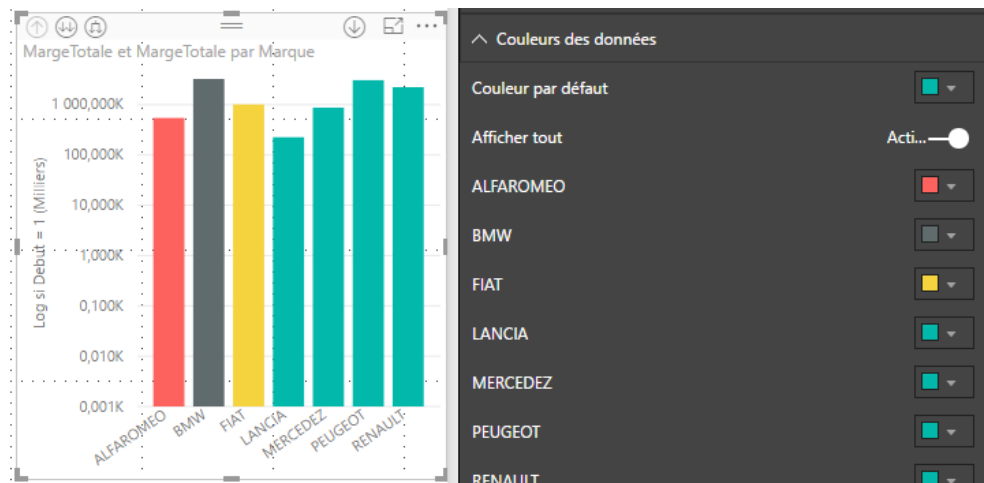 MargeTotale et MargeTotale par Marque
Log si Debut = 1 (Milliers)
1 000,000K
100,000K
10,000K
1,000K
0,100K
0,010K
0,001K
ALFAROMEO
BMW
FIAT
LANCIA
MERCEDEZ
PEUGEOT
RENAULT
Couleurs des données
Couleur par défaut
Afficher tout Acti...
ALFAROMEO
BMW
FIAT
LANCIA
MERCEDEZ
PEUGEOT
RENAULT